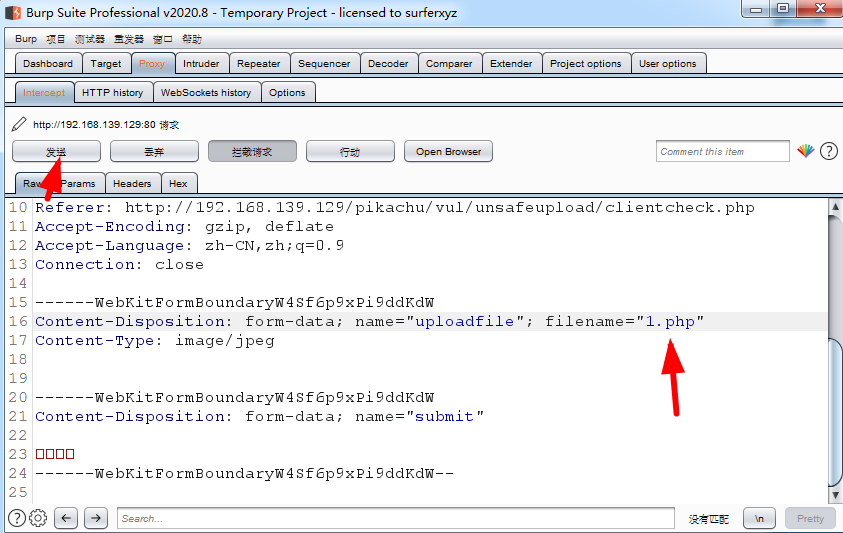 Burp Suite Professional v2020.8 - Temporary Project - licensed to surferxyz
Burp 项目 测试器 重发器 窗口 帮助
Dashboard Target Proxy Intruder Repeater Sequencer Decoder Comparer Extender Project options User options
Intercept HTTP history WebSockets history Options
http://192.168.139.129:80 请求
发送 丢弃 拦截请求 行动 Open Browser Comment this item ?
Raw Params Headers Hex
10 Referer: http://192.168.139.129/pikachu/vul/unsafeupload/clientcheck.php
11 Accept-Encoding: gzip, deflate
12 Accept-Language: zh-CN,zh;q=0.9
13 Connection: close
14
15 ------WebKitFormBoundaryW4Sf6p9xPi9ddKdW
16 Content-Disposition: form-data; name="uploadfile"; filename="1.php"
17 Content-Type: image/jpeg
18
19
20 ------WebKitFormBoundaryW4Sf6p9xPi9ddKdW
21 Content-Disposition: form-data; name="submit"
22
23 □□□□
24 ------WebKitFormBoundaryW4Sf6p9xPi9ddKdW--
25
? Search... 没有匹配 \n Pretty